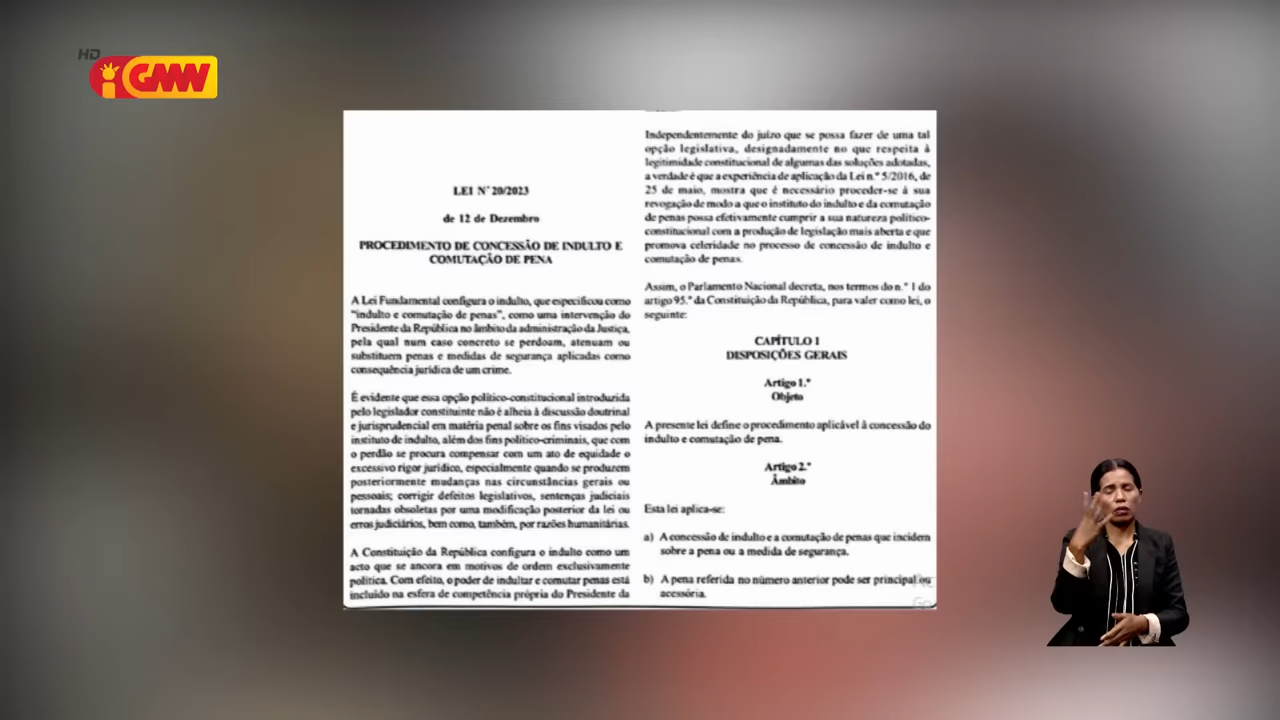 HD
GMN
LEI N° 20/2023
de 12 de Dezembro
PROCEDIMENTO DE CONCESSÃO DE INDULTO E
COMUTAÇÃO DE PENA
A Lei Fundamental configura o indulto, que especificou como
"indulto e comutação de penas", como uma intervenção do
Presidente da República no âmbito da administração da Justiça,
pela qual num caso concreto se perdoam, atenuam ou
substituem penas e medidas de segurança aplicadas como
consequência jurídica de um crime.
É evidente que essa opção político-constitucional introduzida
pelo legislador constituinte não é alheia à discussão doutrinal
e jurisprudencial em matéria penal sobre os fins visados pelo
instituto de indulto, além dos fins político-criminais, que com
o perdão se procura compensar com um ato de equidade o
excessivo rigor jurídico, especialmente quando se produzem
posteriormente mudanças nas circunstâncias gerais ou
pessoais; corrigir defeitos legislativos, sentenças judiciais
tornadas obsoletas por uma modificação posterior da lei ou
erros judiciários, bem como, também, por razões humanitárias.
A Constituição da República configura o indulto como um
acto que se ancora em motivos de ordem exclusivamente
política. Com efeito, o poder de indultar e comutar penas está
incluído na esfera de competência própria do Presidente da
Independentemente do juízo que se possa fazer de uma tal
opção legislativa, designadamente no que respeita à
legitimidade constitucional de algumas das soluções adotadas,
a verdade é que a experiência de aplicação da Lei n.º 5/2016, de
25 de maio, mostra que é necessário proceder-se à sua
revogação de modo a que o instituto do indulto e da comutação
de penas possa efetivamente cumprir a sua natureza político-
constitucional com a produção de legislação mais aberta e que
promova celeridade no processo de concessão de indulto e
comutação de penas.
Assim, o Parlamento Nacional decreta, nos termos do n.º 1 do
artigo 95.º da Constituição da República, para valer como lei, o
seguinte:
CAPÍTULO I
DISPOSIÇÕES GERAIS
Artigo 1.º
Objeto
A presente lei define o procedimento aplicável à concessão do
indulto e comutação de pena.
Artigo 2.º
Âmbito
Esta lei aplica-se:
a) A concessão de indulto e a comutação de penas que incidem
sobre a pena ou a medida de segurança.
b) A pena referida no número anterior pode ser principal ou
acessória.